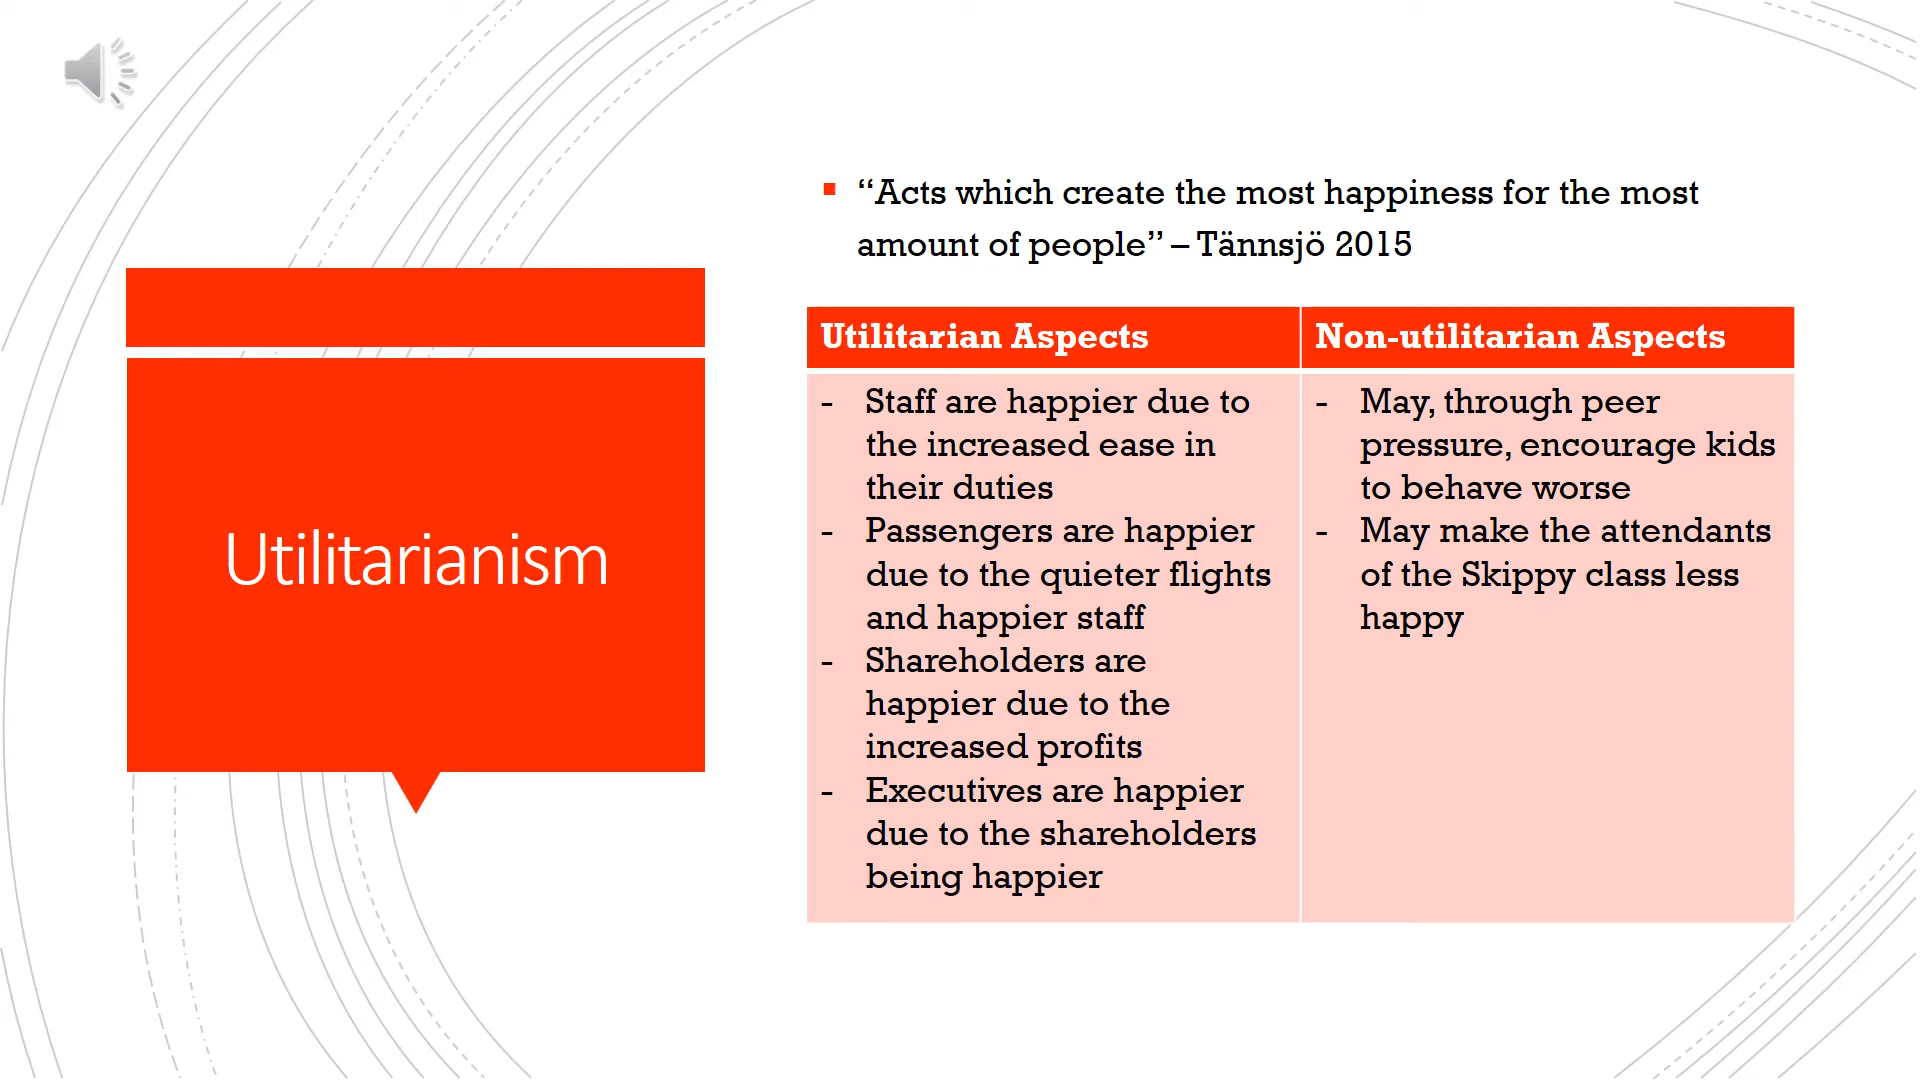 Utilitarianism
▪ “Acts which create the most happiness for the most
amount of people” – Tännsjö 2015
Utilitarian Aspects
- Staff are happier due to
the increased ease in
their duties
- Passengers are happier
due to the quieter flights
and happier staff
- Shareholders are
happier due to the
increased profits
- Executives are happier
due to the shareholders
being happier
Non-utilitarian Aspects
- May, through peer
pressure, encourage kids
to behave worse
- May make the attendants
of the Skippy class less
happy